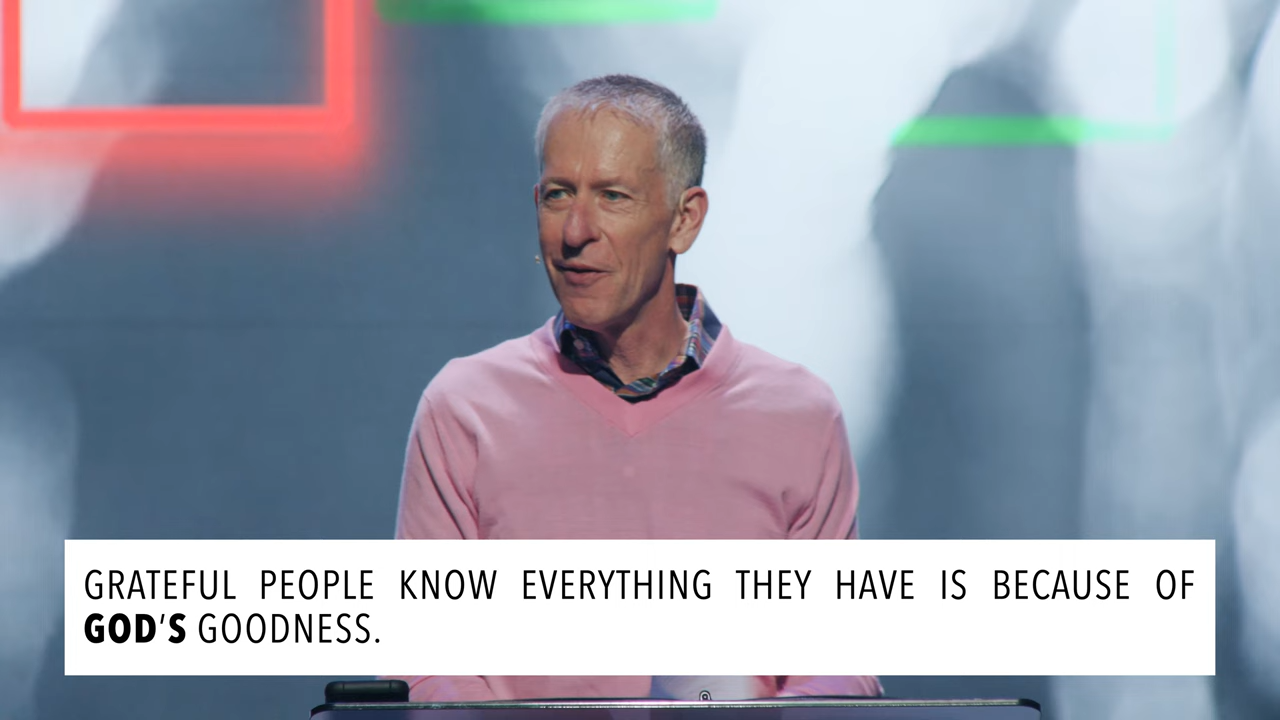 GRATEFUL PEOPLE KNOW EVERYTHING THEY HAVE IS BECAUSE OF
GOD'S GOODNESS.